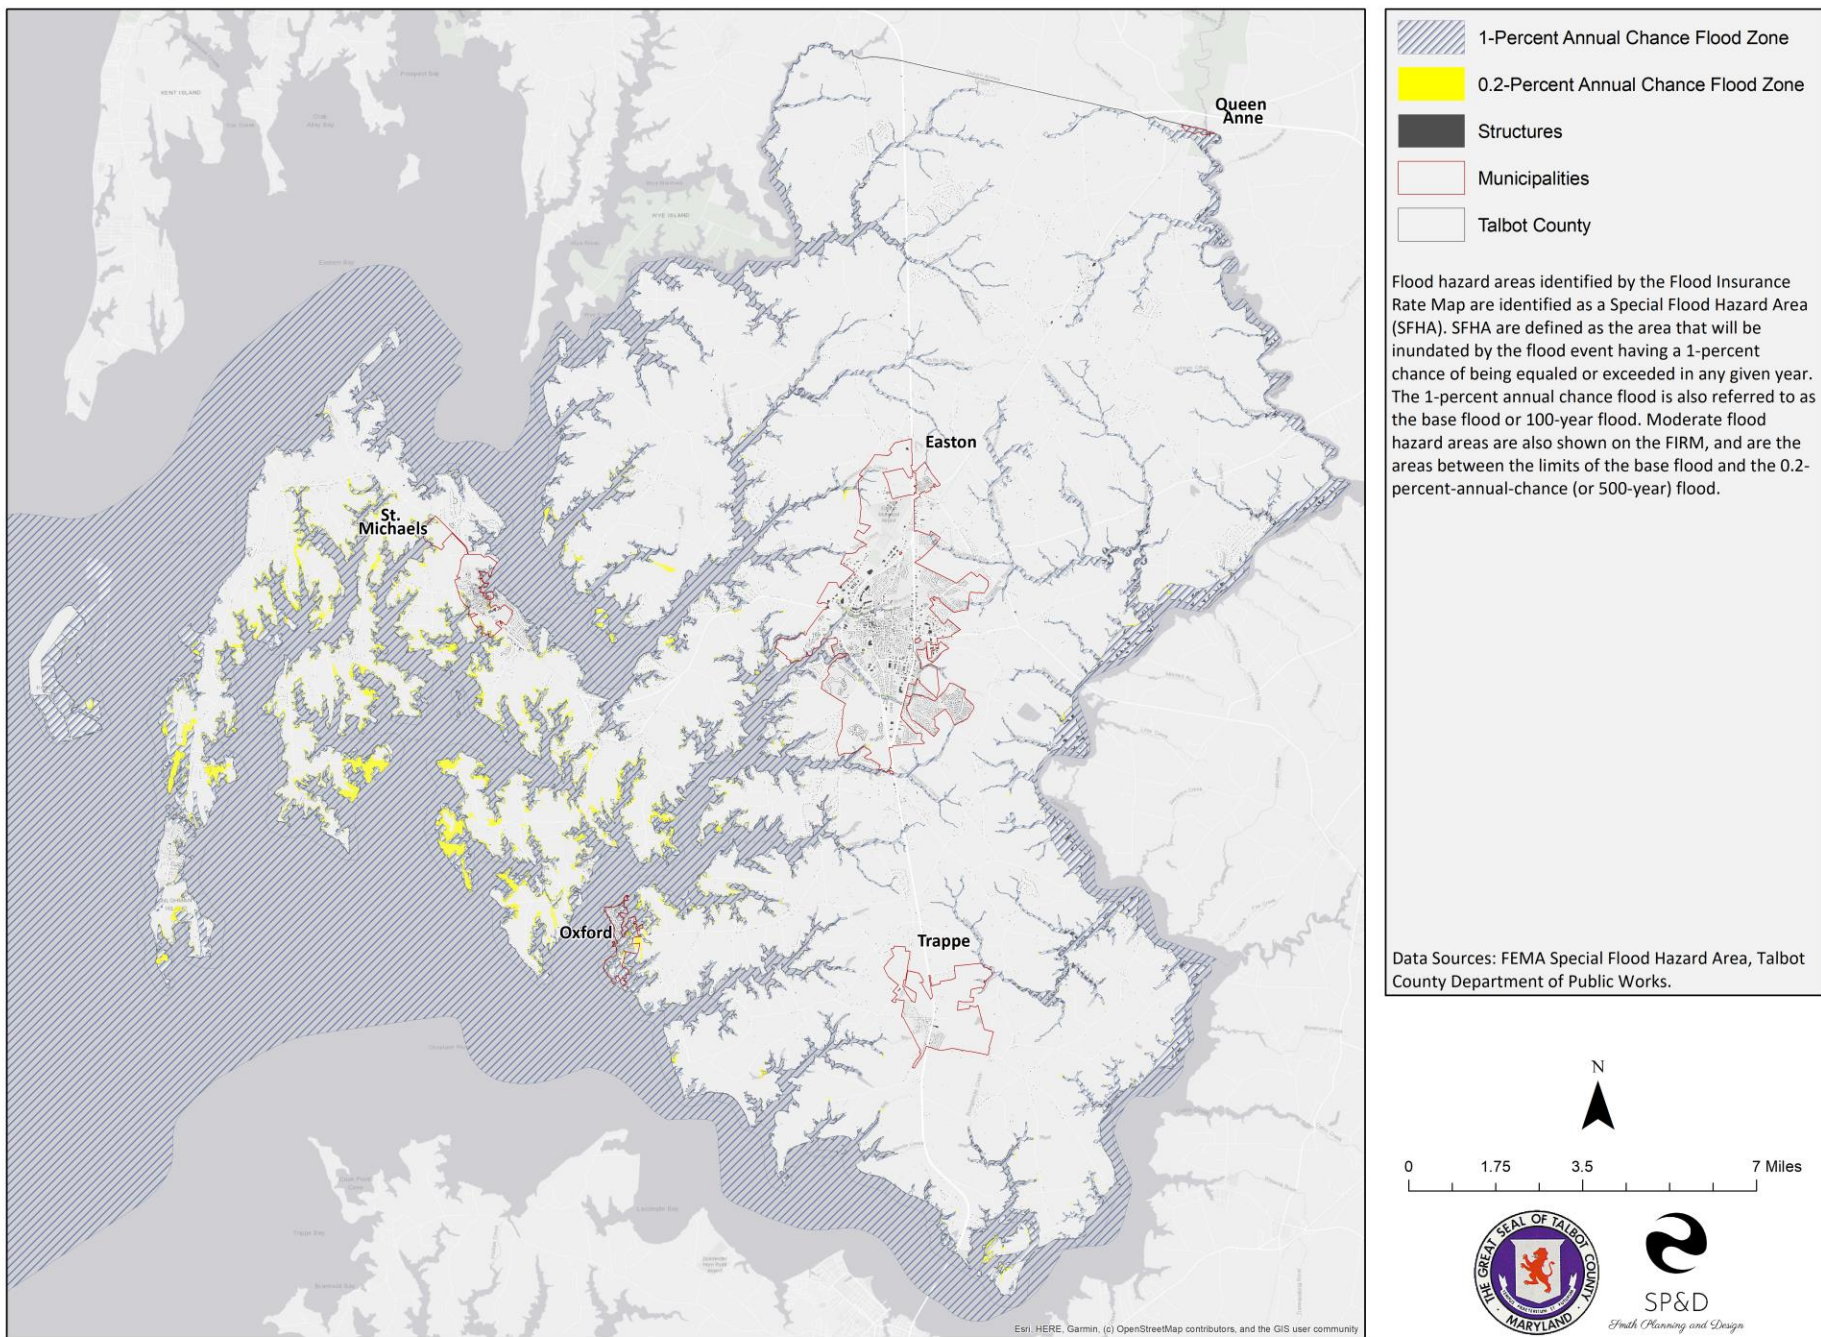 KENT ISLAND
WYE ISLAND
Eastern Bay
Queen
Anne
Easton
St.
Michaels
Oxford
Trappe
Choptank River
Esri, HERE, Garmin, (c) OpenStreetMap contributors, and the GIS user community
1-Percent Annual Chance Flood Zone
0.2-Percent Annual Chance Flood Zone
Structures
Municipalities
Talbot County
Flood hazard areas identified by the Flood Insurance
Rate Map are identified as a Special Flood Hazard Area
(SFHA). SFHA are defined as the area that will be
inundated by the flood event having a 1-percent
chance of being equaled or exceeded in any given year.
The 1-percent annual chance flood is also referred to as
the base flood or 100-year flood. Moderate flood
hazard areas are also shown on the FIRM, and are the
areas between the limits of the base flood and the 0.2-
percent-annual-chance (or 500-year) flood.
Data Sources: FEMA Special Flood Hazard Area, Talbot
County Department of Public Works.
N
0 1.75 3.5 7 Miles
THE GREAT SEAL OF TALBOT COUNTY
MARYLAND
SP&D
Smith Planning and Design